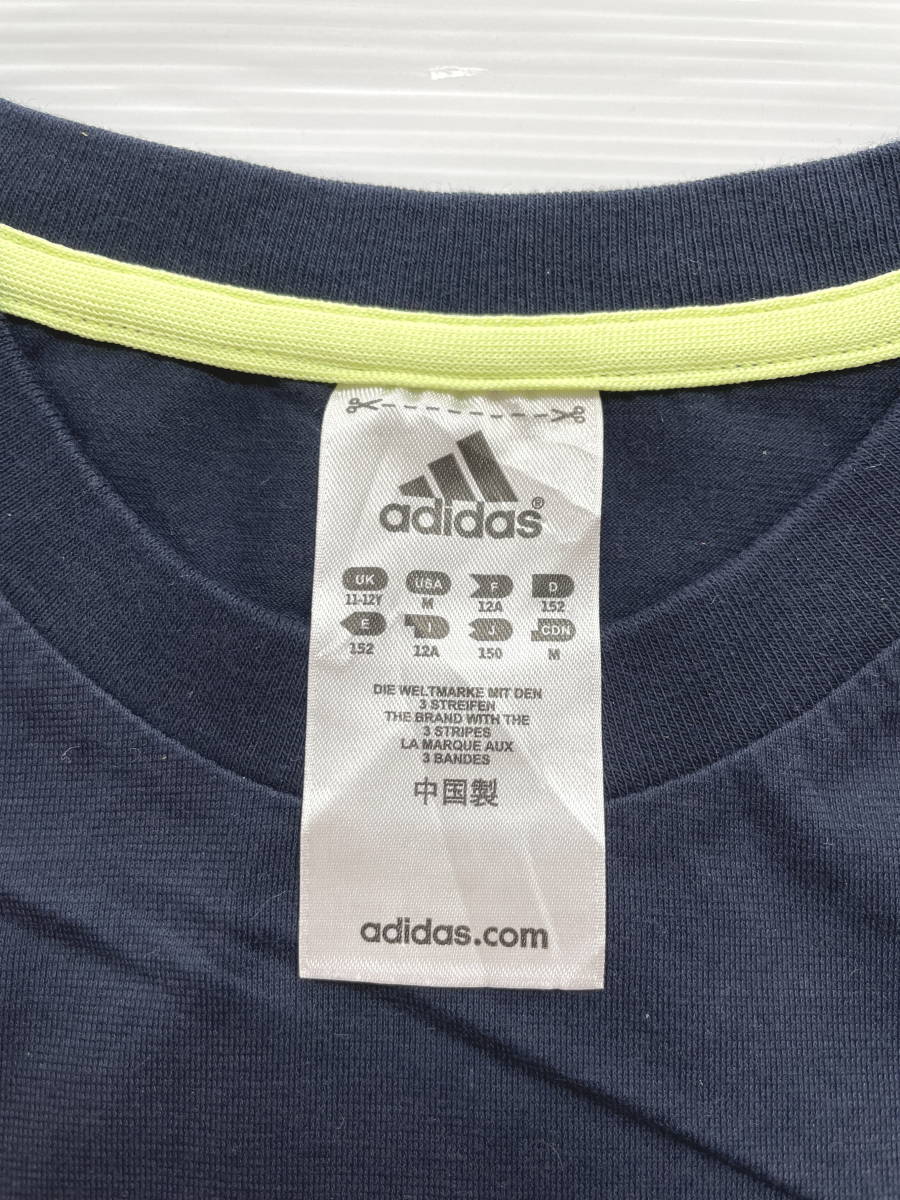 adidas®
UK USA F D
11-12Y M 12A 152
E I J CDN
152 12A 150 M
DIE WELTMARKE MIT DEN
3 STREIFEN
THE BRAND WITH THE
3 STRIPES
LA MARQUE AUX
3 BANDES
中国製
adidas.com